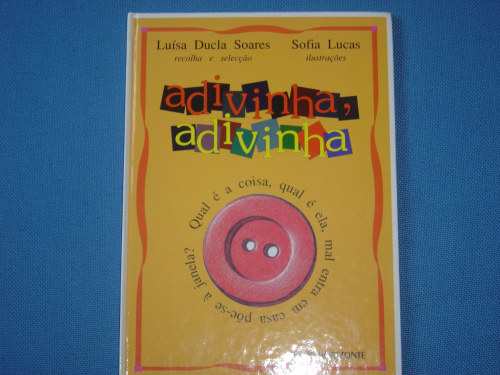 Luísa Ducla Soares Sofia Lucas
recolha e selecção ilustrações
adivinha,
adivinha
Qual é a coisa, qual é ela, mal entra em casa põe-se à janela?